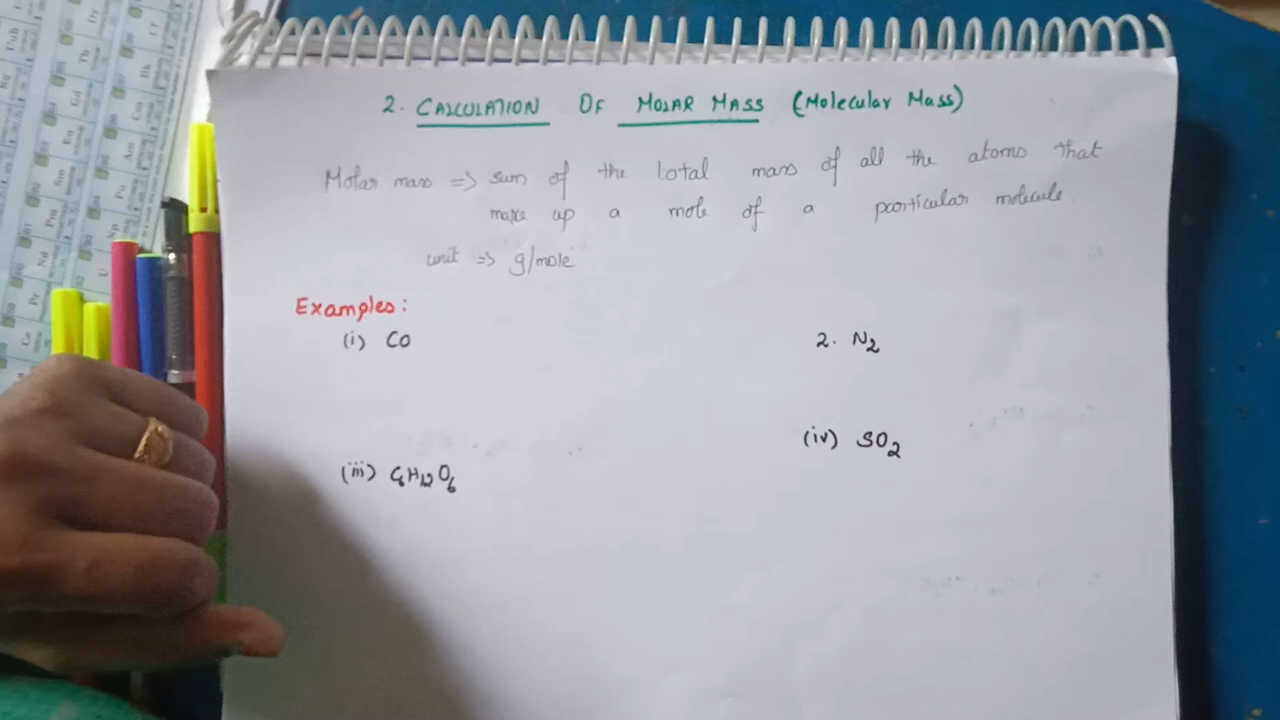 2. CALCULATION OF MOLAR MASS (Molecular Mass)
Molar mass => sum of the total mass of all the atoms that
make up a mole of a particular molecule
unit => g/mole
Examples:
(i) CO
2. N2
(iv) SO2
(iii) C6H12O6